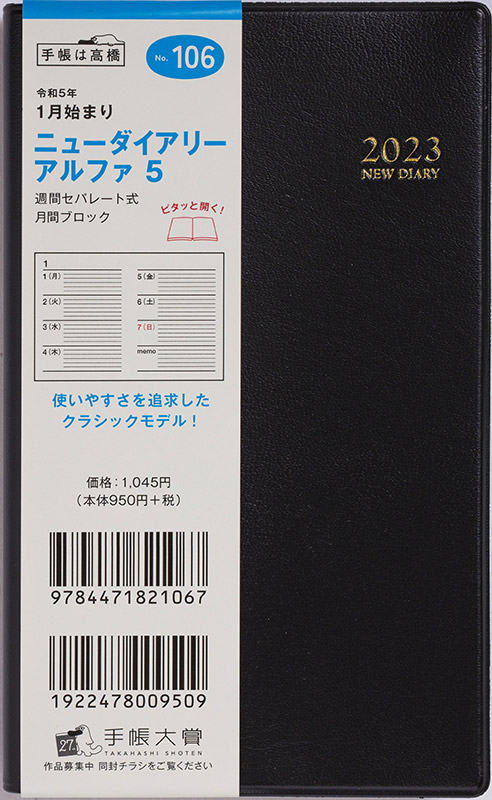 手帳は高橋
No. 106
令和5年
1月始まり
ニューダイアリー
アルファ 5
週間セパレート式
月間ブロック
ピタッと開く!
1
1(月)
5(金)
2(火)
6(土)
3(水)
7(日)
4(木)
memo
使いやすさを追求した
クラシックモデル!
価格:1,045円
(本体950円+税)
9784471821067
1922478009509
27th
手帳大賞
TAKAHASHI SHOTEN
作品募集中 同封チラシをご覧ください
2023
NEW DIARY